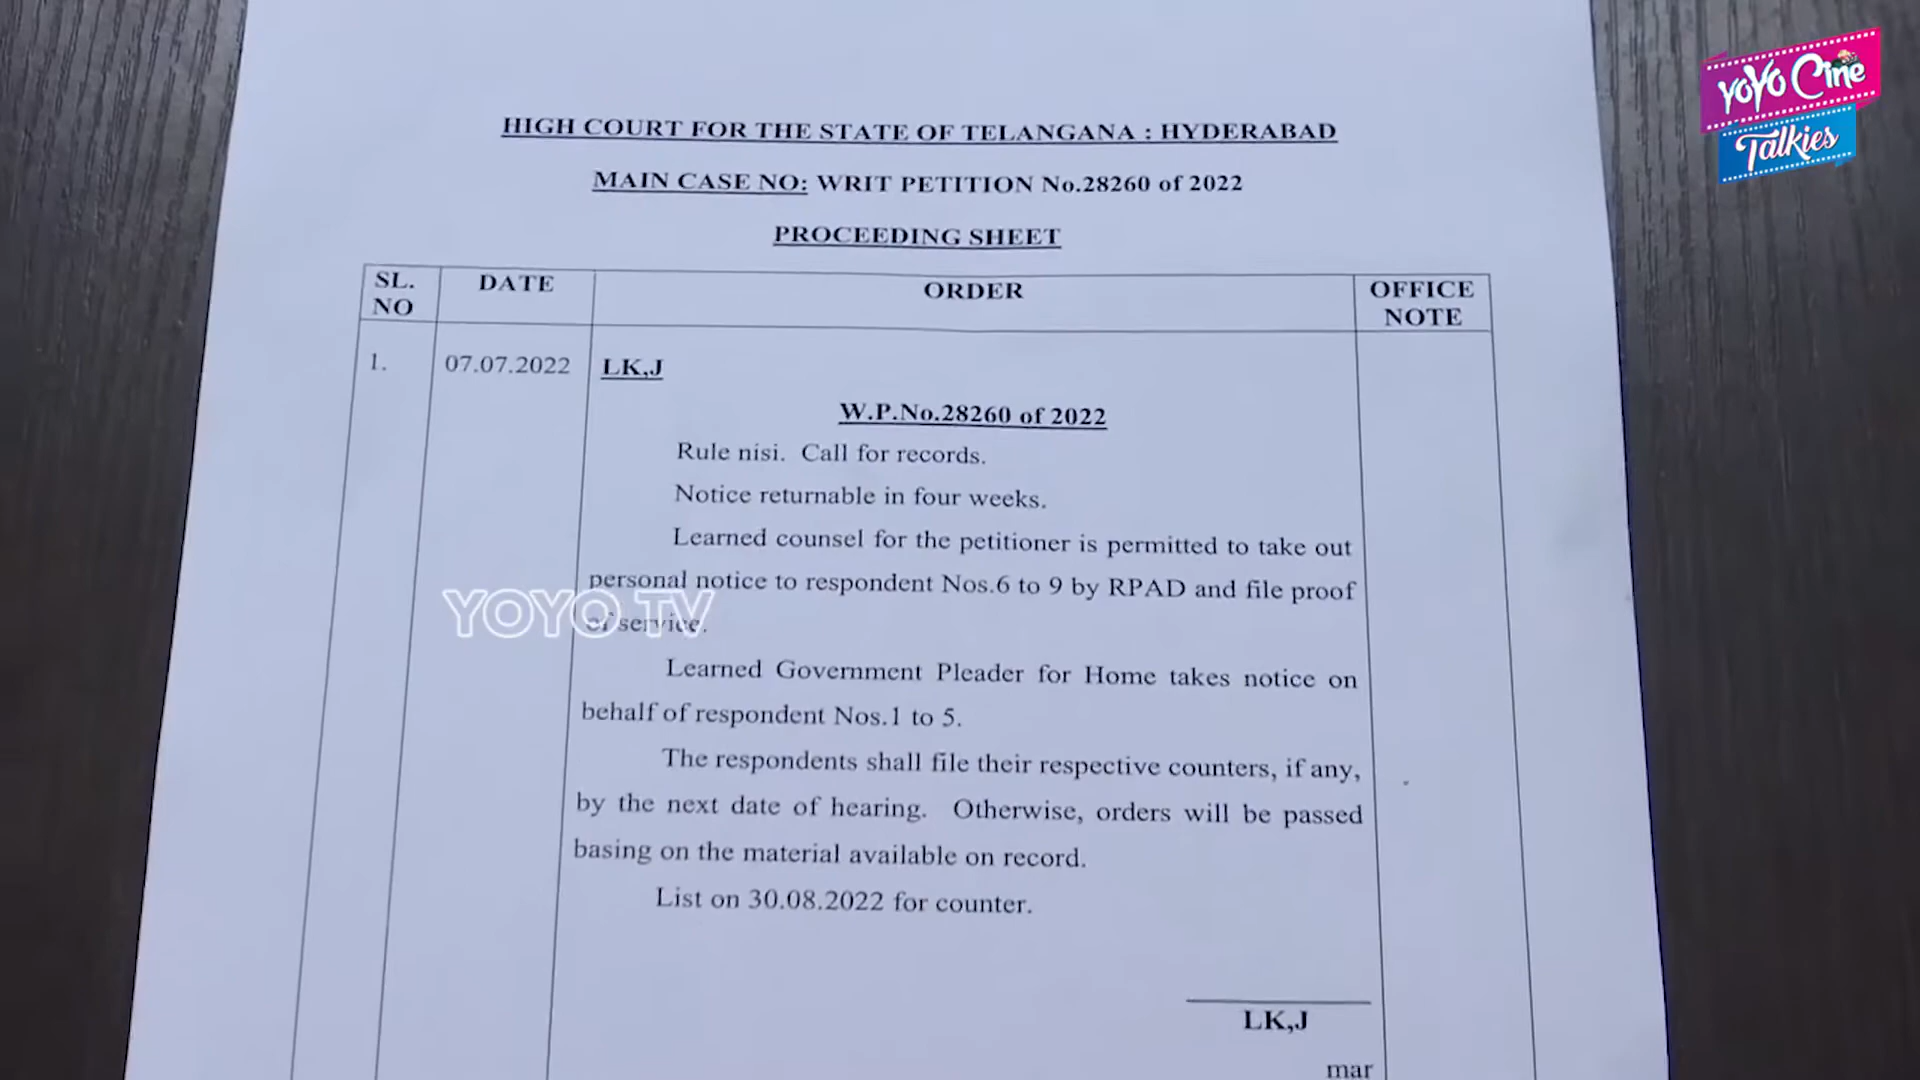 YOYO Cine
Talkies
HIGH COURT FOR THE STATE OF TELANGANA : HYDERABAD
MAIN CASE NO: WRIT PETITION No.28260 of 2022
PROCEEDING SHEET
SL. NO
DATE
ORDER
OFFICE NOTE
1.
07.07.2022
LK,J
W.P.No.28260 of 2022
Rule nisi. Call for records.
Notice returnable in four weeks.
Learned counsel for the petitioner is permitted to take out
personal notice to respondent Nos.6 to 9 by RPAD and file proof
of service.
YOYO TV
Learned Government Pleader for Home takes notice on
behalf of respondent Nos.1 to 5.
The respondents shall file their respective counters, if any,
by the next date of hearing. Otherwise, orders will be passed
basing on the material available on record.
List on 30.08.2022 for counter.
LK,J
mar